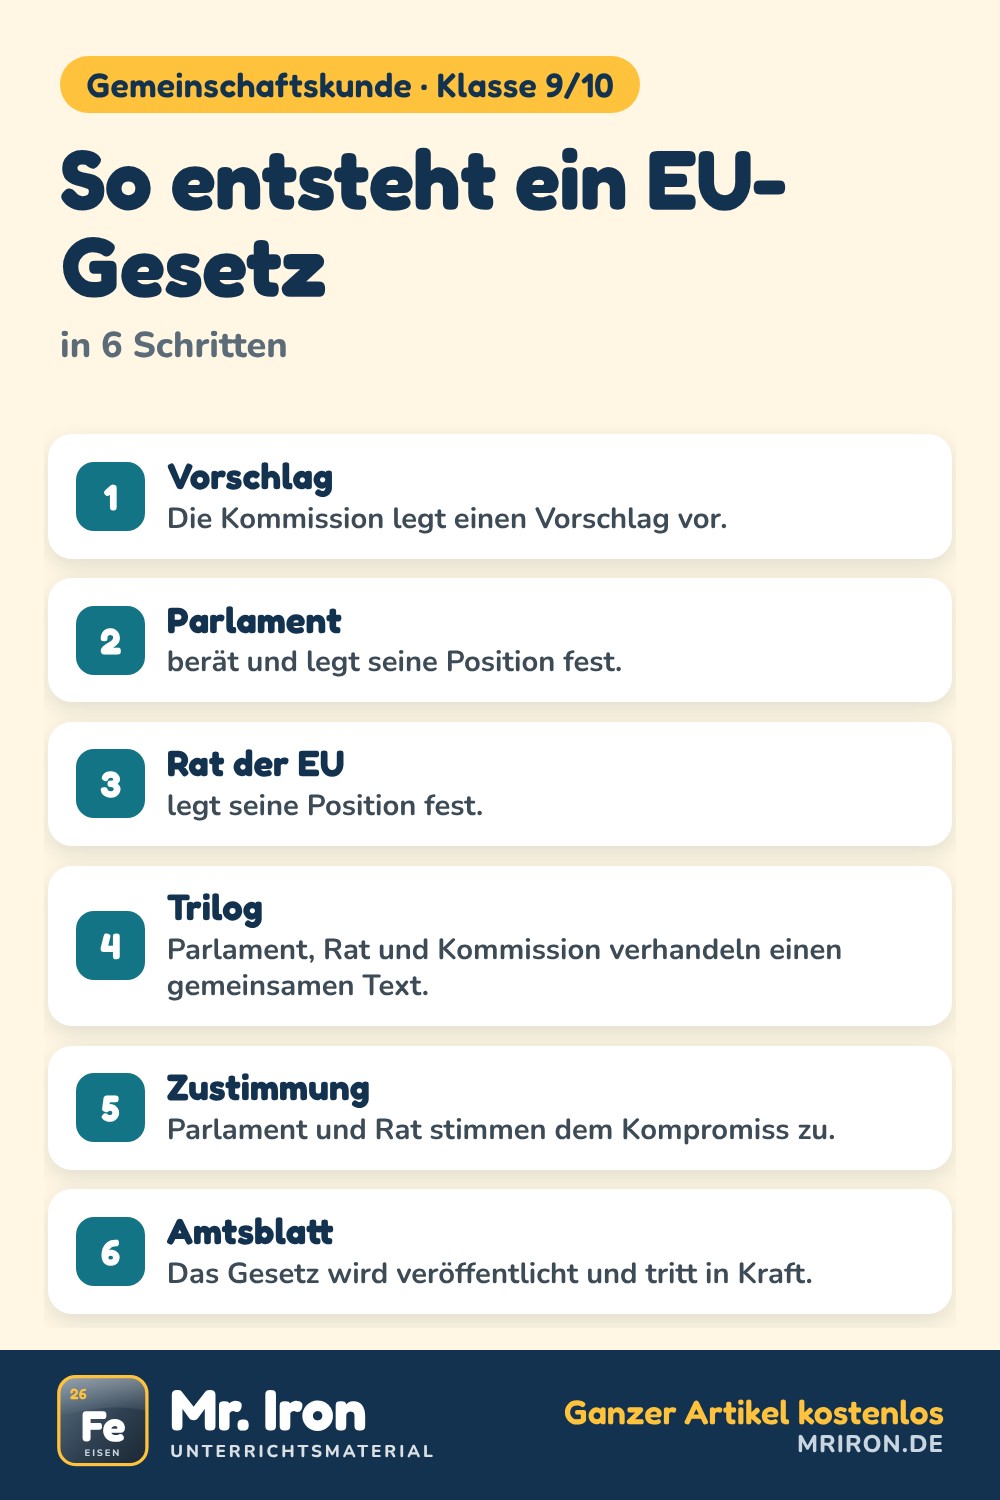 Gemeinschaftskunde · Klasse 9/10
So entsteht ein EU-
Gesetz
in 6 Schritten
1
Vorschlag
Die Kommission legt einen Vorschlag vor.
2
Parlament
berät und legt seine Position fest.
3
Rat der EU
legt seine Position fest.
4
Trilog
Parlament, Rat und Kommission verhandeln einen
gemeinsamen Text.
5
Zustimmung
Parlament und Rat stimmen dem Kompromiss zu.
6
Amtsblatt
Das Gesetz wird veröffentlicht und tritt in Kraft.
26
Fe
EISEN
Mr. Iron
UNTERRICHTSMATERIAL
Ganzer Artikel kostenlos
MRIRON.DE